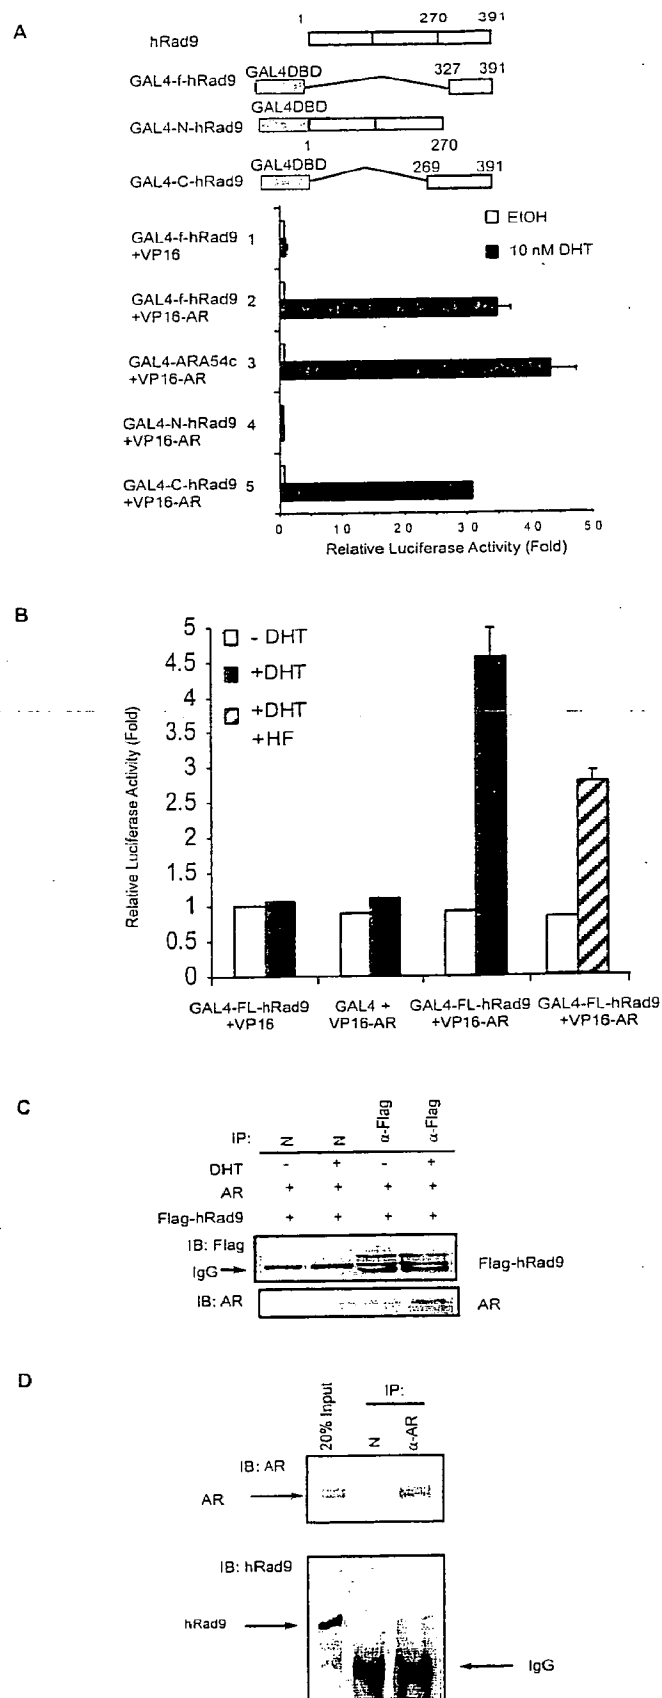 A
1 270 391
hRad9
GAL4DBD 327 391
GAL4-f-hRad9
GAL4DBD
GAL4-N-hRad9
1 270
GAL4DBD 269 391
GAL4-C-hRad9
EtOH
10 nM DHT
GAL4-f-hRad9 1
+VP16
GAL4-f-hRad9 2
+VP16-AR
GAL4-ARA54c 3
+VP16-AR
GAL4-N-hRad9 4
+VP16-AR
GAL4-C-hRad9 5
+VP16-AR
0 10 20 30 40 50
Relative Luciferase Activity (Fold)
B
Relative Luciferase Activity (Fold)
5
4.5
4
3.5
3
2.5
2
1.5
1
0.5
0
- DHT
+DHT
+DHT
+HF
GAL4-FL-hRad9
+VP16
GAL4 +
VP16-AR
GAL4-FL-hRad9
+VP16-AR
GAL4-FL-hRad9
+VP16-AR
C
IP: N N α-Flag α-Flag
DHT - + - +
AR + + + +
Flag-hRad9 + + + +
IB: Flag
IgG
Flag-hRad9
IB: AR
AR
D
IP:
20% Input N α-AR
IB: AR
AR
IB: hRad9
hRad9
IgG